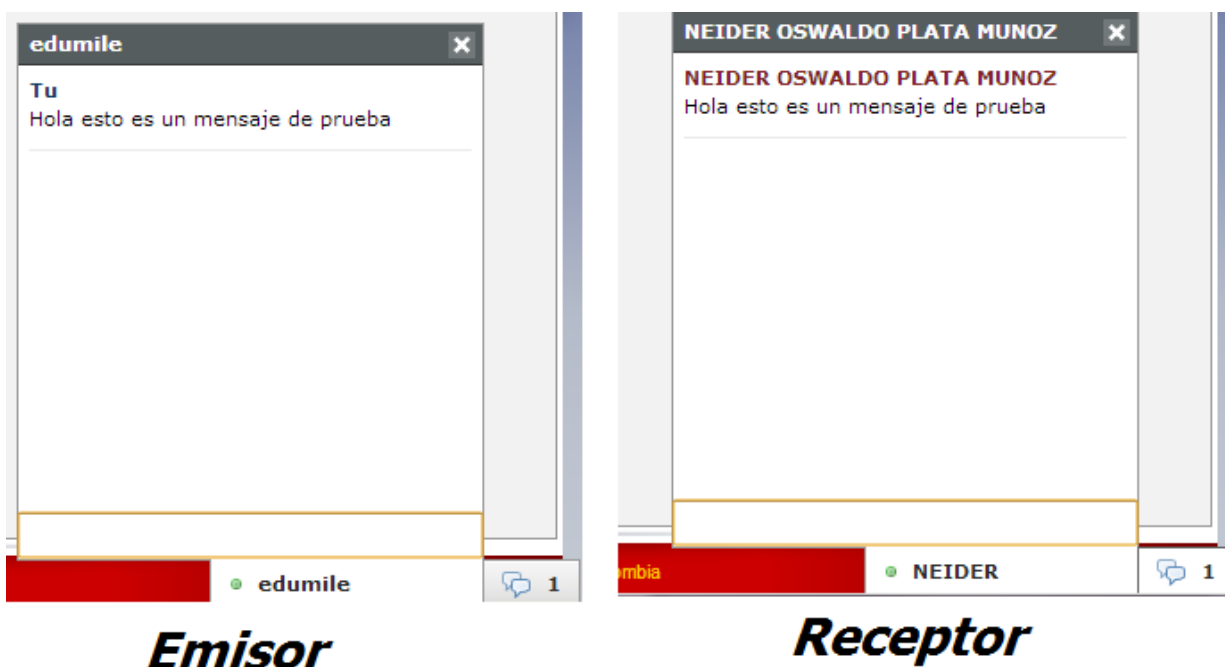 edumile
Tu
Hola esto es un mensaje de prueba
edumile
1
Emisor
NEIDER OSWALDO PLATA MUNOZ
NEIDER OSWALDO PLATA MUNOZ
Hola esto es un mensaje de prueba
ombia
NEIDER
1
Receptor